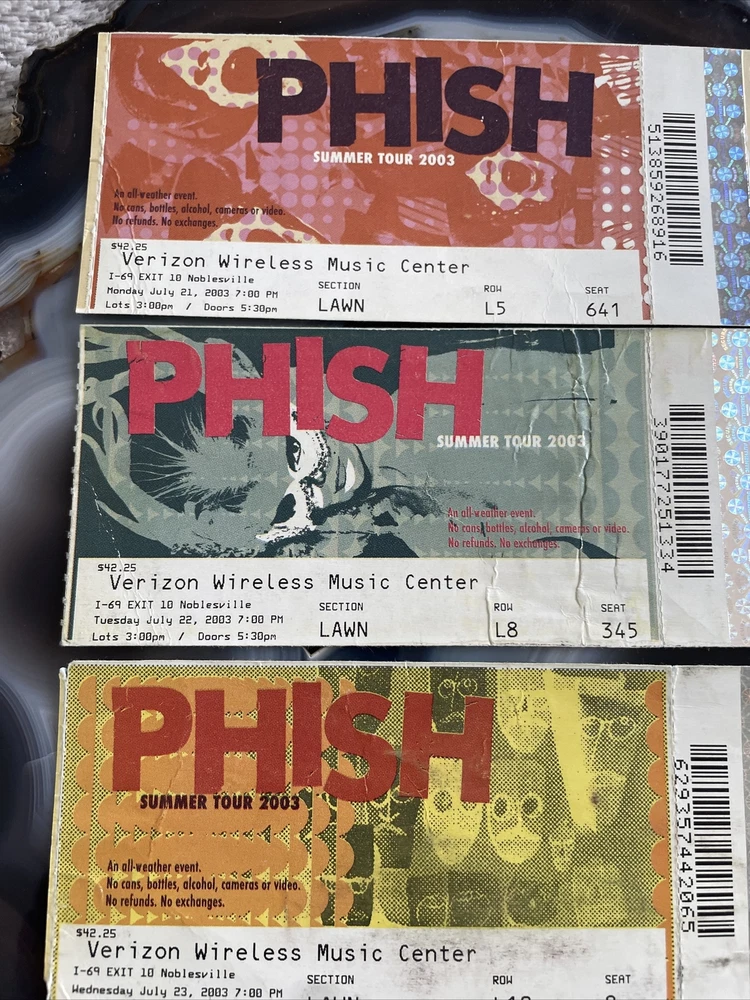 PHISH
SUMMER TOUR 2003
An all-weather event.
No cans, bottles, alcohol, cameras or video.
No refunds. No exchanges.
$42.25
Verizon Wireless Music Center
I-69 EXIT 10 Noblesville
Monday July 21, 2003 7:00 PM
Lots 3:00pm / Doors 5:30pm
SECTION ROW SEAT
LAWN L5 641
513859268916
PHISH
SUMMER TOUR 2003
An all-weather event.
No cans, bottles, alcohol, cameras or video.
No refunds. No exchanges.
$42.25
Verizon Wireless Music Center
I-69 EXIT 10 Noblesville
Tuesday July 22, 2003 7:00 PM
Lots 3:00pm / Doors 5:30pm
SECTION ROW SEAT
LAWN L8 345
390177251334
PHISH
SUMMER TOUR 2003
An all-weather event.
No cans, bottles, alcohol, cameras or video.
No refunds. No exchanges.
$42.25
Verizon Wireless Music Center
I-69 EXIT 10 Noblesville
Wednesday July 23, 2003 7:00 PM
SECTION ROW SEAT
LAWN
629357442065